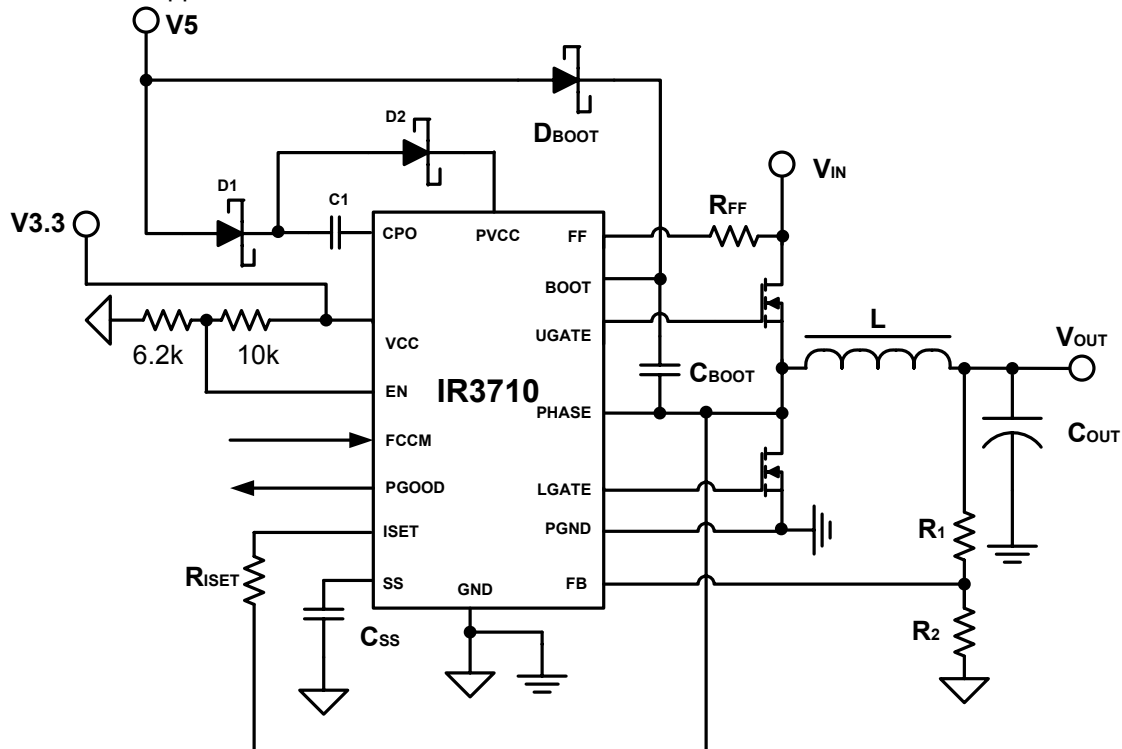 V5
D2
DBOOT
VIN
D1
C1
RFF
V3.3
CPO
PVCC
FF
BOOT
UGATE
VCC
6.2k
10k
L
VOUT
CBOOT
EN
IR3710
PHASE
COUT
FCCM
PGOOD
LGATE
ISET
PGND
R1
RISET
SS
GND
FB
CSS
R2